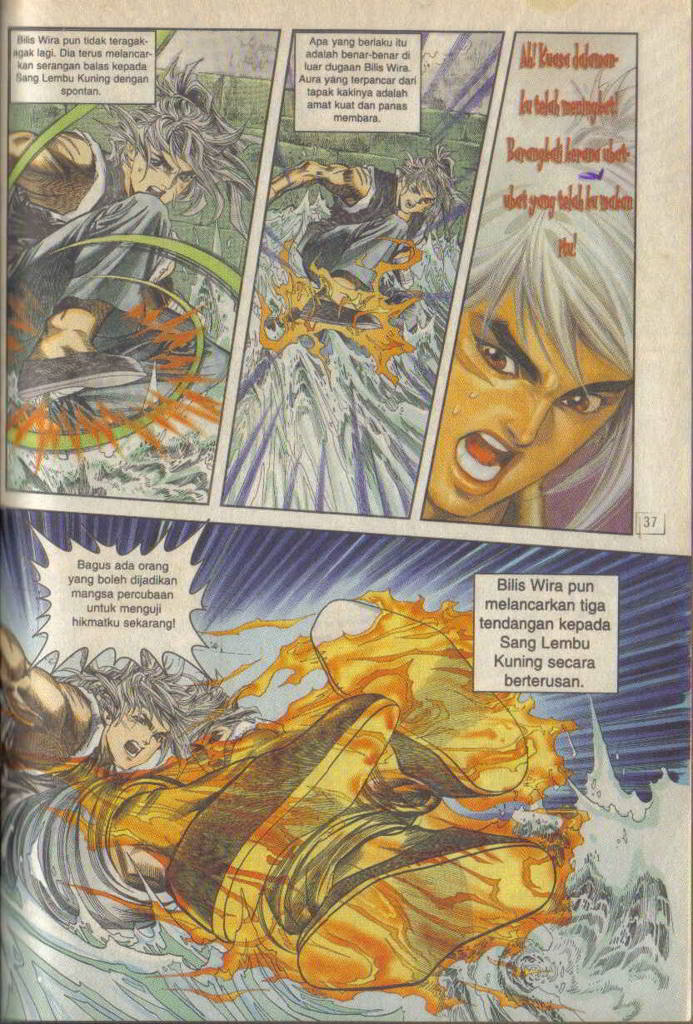 Bilis Wira pun tidak teragak-
agak lagi. Dia terus melancar-
kan serangan balas kepada
Sang Lembu Kuning dengan
spontan.
Apa yang berlaku itu
adalah benar-benar di
luar dugaan Bilis Wira.
Aura yang terpancar dari
tapak kakinya adalah
amat kuat dan panas
membara.
Ah! Kuasa dalaman-
ku telah meningkat!
Barangkali kerana ubat-
ubat yang telah ku makan
itu!
37
Bagus ada orang
yang boleh dijadikan
mangsa percubaan
untuk menguji
hikmatku sekarang!
Bilis Wira pun
melancarkan tiga
tendangan kepada
Sang Lembu
Kuning secara
berterusan.